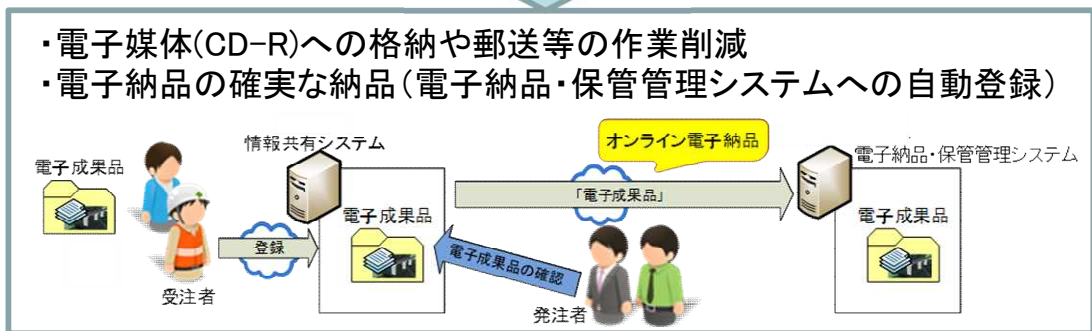 ・電子媒体(CD-R)への格納や郵送等の作業削減
・電子納品の確実な納品(電子納品・保管管理システムへの自動登録)
オンライン電子納品
情報共有システム
電子納品・保管管理システム
電子成果品
「電子成果品」
電子成果品
電子成果品
登録
電子成果品の確認
受注者
発注者